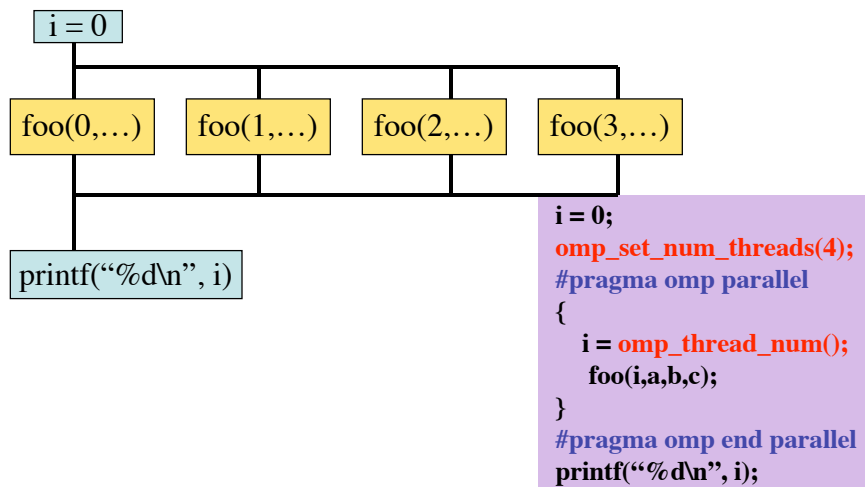 i = 0
foo(0,…)
foo(1,…)
foo(2,…)
foo(3,…)
printf(“%d\n”, i)
i = 0;
omp_set_num_threads(4);
#pragma omp parallel
{
i = omp_thread_num();
foo(i,a,b,c);
}
#pragma omp end parallel
printf(“%d\n”, i);